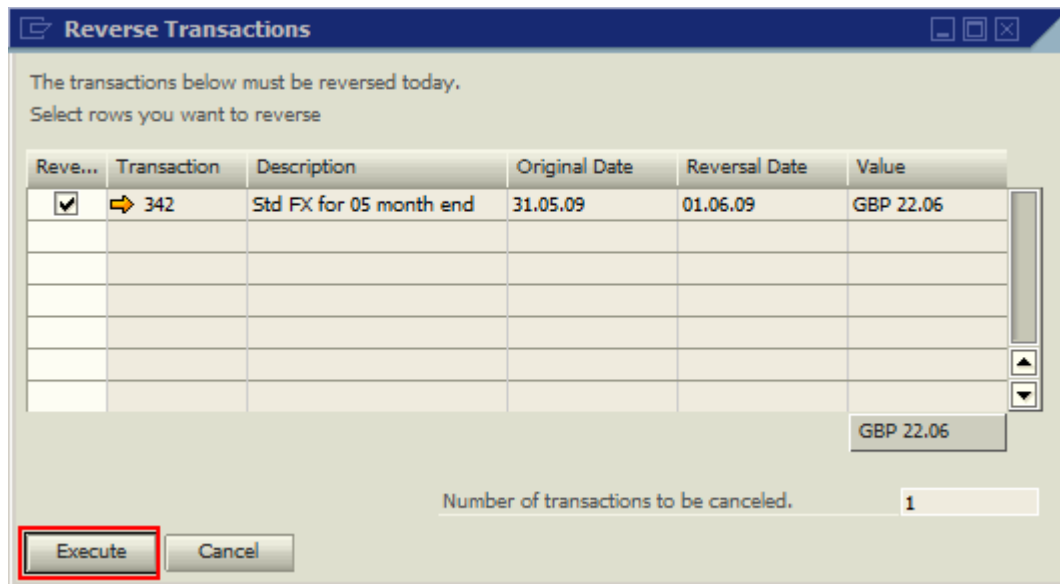 Reverse Transactions
The transactions below must be reversed today.
Select rows you want to reverse
Reve... Transaction Description Original Date Reversal Date Value
342 Std FX for 05 month end 31.05.09 01.06.09 GBP 22.06
GBP 22.06
Number of transactions to be canceled. 1
Execute Cancel